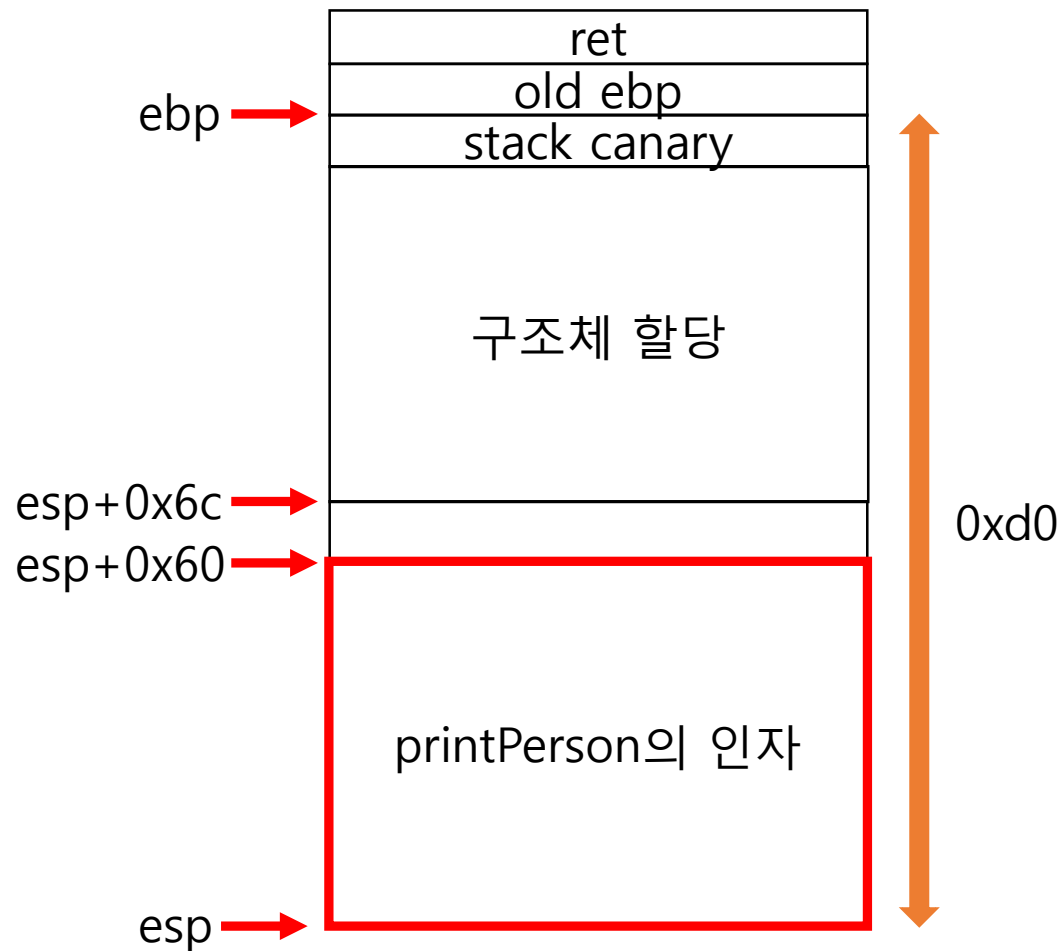 ret
old ebp
ebp
stack canary
구조체 할당
esp+0x6c
0xd0
esp+0x60
printPerson의 인자
esp